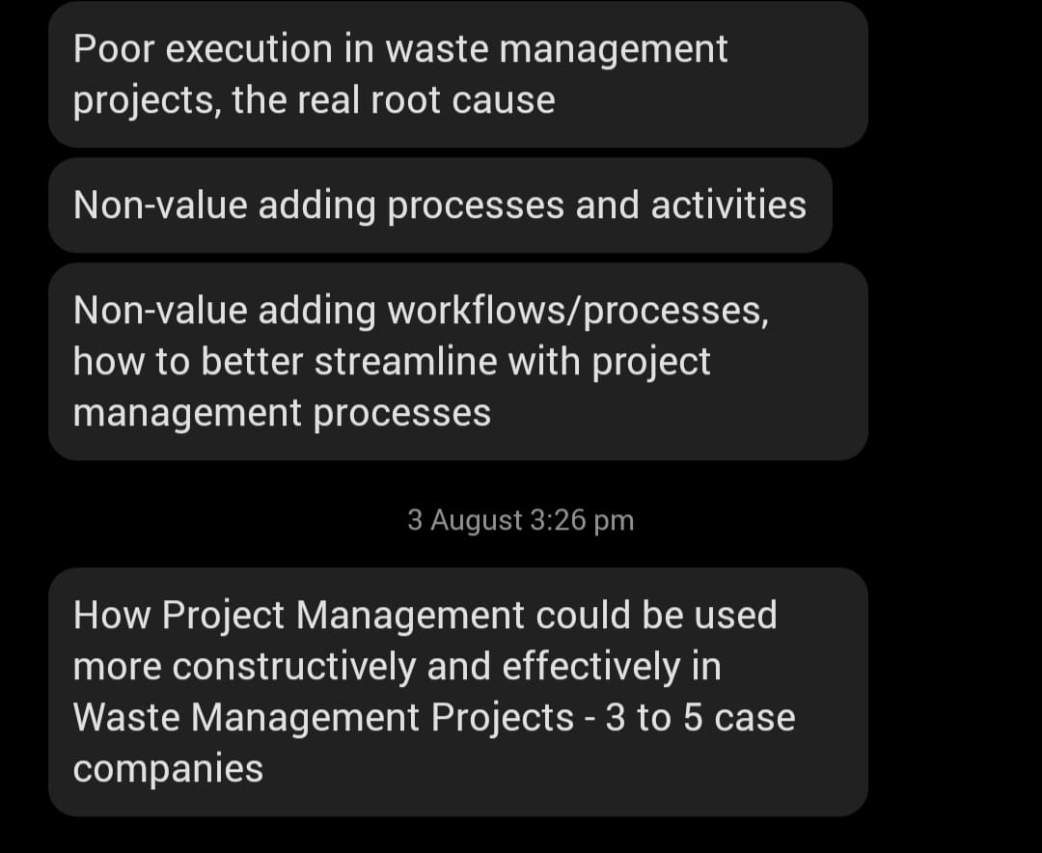 Poor execution in waste management
projects, the real root cause
Non-value adding processes and activities
Non-value adding workflows/processes,
how to better streamline with project
management processes
3 August 3:26 pm
How Project Management could be used
more constructively and effectively in
Waste Management Projects - 3 to 5 case
companies